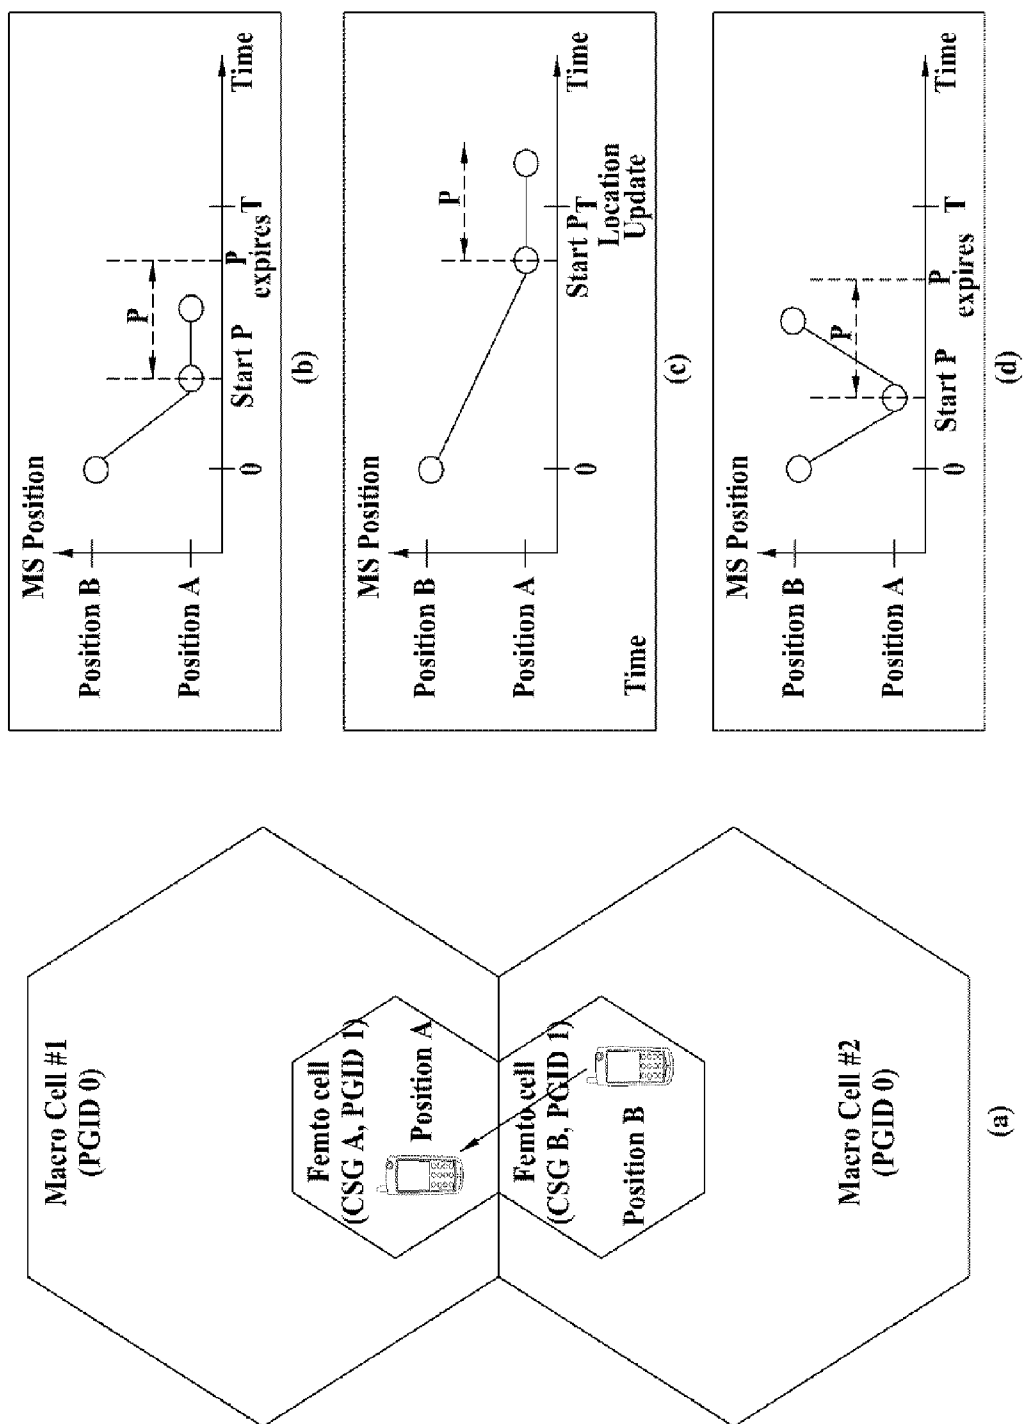 Macro Cell #1
(PGID 0)
Femto cell
(CSG A, PGID 1)
Position A
Femto cell
(CSG B, PGID 1)
Position B
Macro Cell #2
(PGID 0)
(a)
MS Position
Position B
Position A
P
0
Start P
P
expires
T
Time
(b)
MS Position
Position B
Position A
Time
P
0
Start P
T
Location
Update
Time
(c)
MS Position
Position B
Position A
P
0
Start P
P
expires
T
Time
(d)